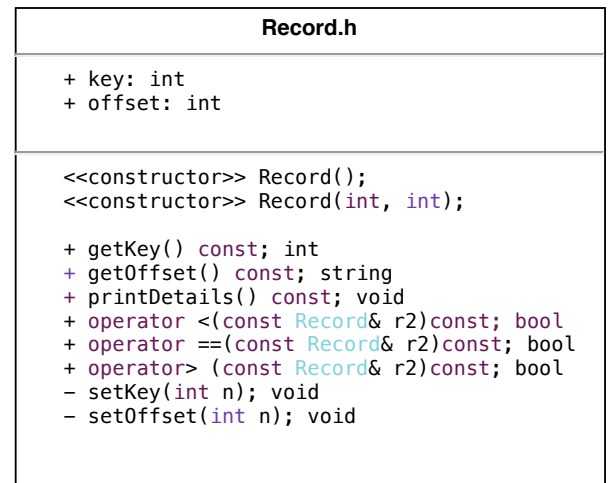 Record.h
+ key: int
+ offset: int
<<constructor>> Record();
<<constructor>> Record(int, int);
+ getKey() const; int
+ getOffset() const; string
+ printDetails() const; void
+ operator <(const Record& r2)const; bool
+ operator ==(const Record& r2)const; bool
+ operator> (const Record& r2)const; bool
− setKey(int n); void
− setOffset(int n); void